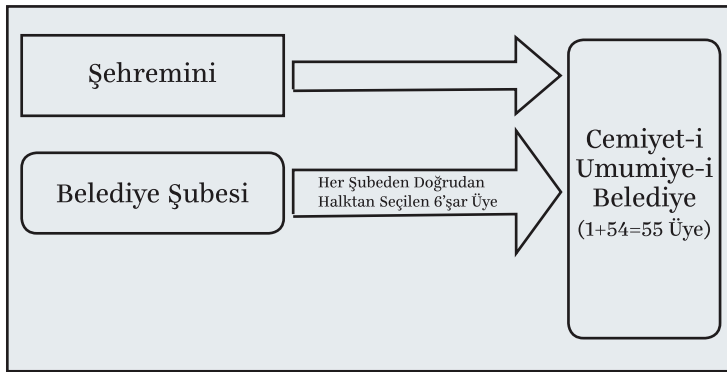 Şehremini
Belediye Şubesi
Her Şubeden Doğrudan
Halktan Seçilen 6'şar Üye
Cemiyet-i
Umumiye-i
Belediye
(1+54=55 Üye)